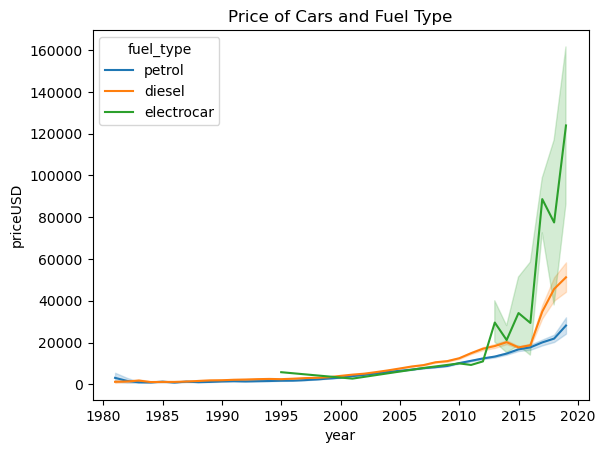 Price of Cars and Fuel Type
fuel_type
petrol
diesel
electrocar
priceUSD
160000
140000
120000
100000
80000
60000
40000
20000
0
1980 1985 1990 1995 2000 2005 2010 2015 2020
year